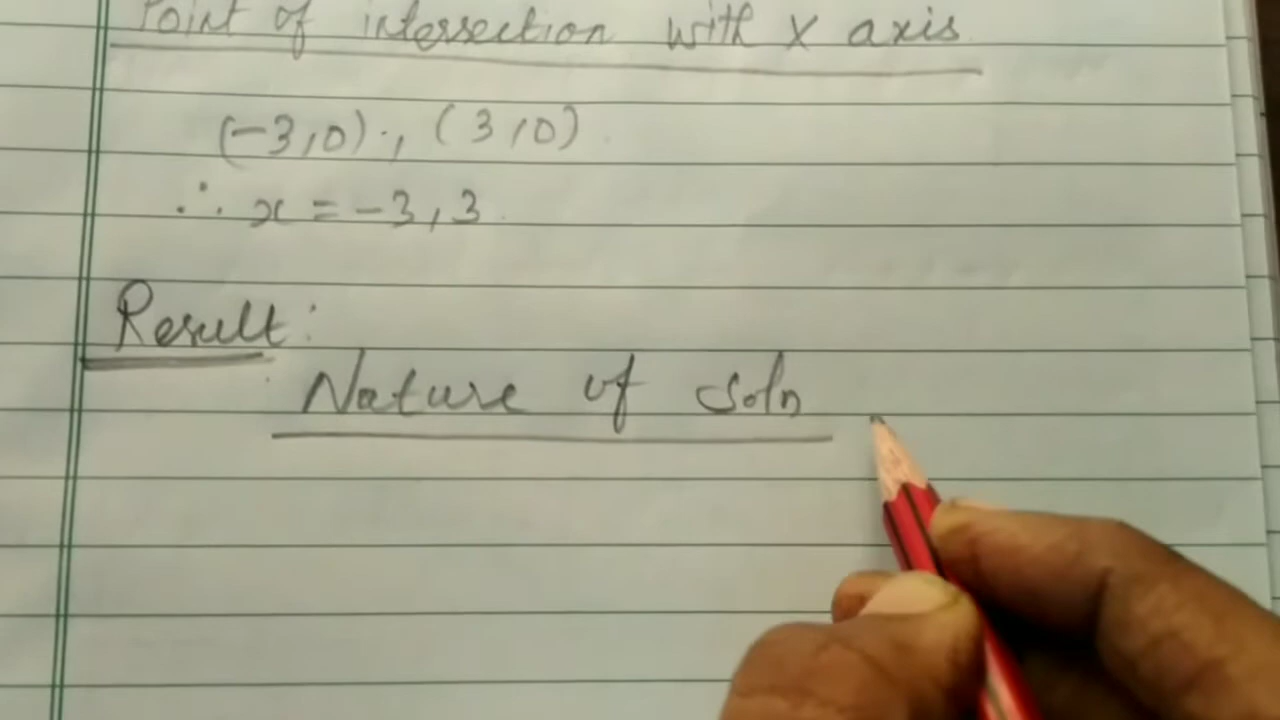 Point of intersection with X axis
(-3,0)., (3,0)
∴ x = -3,3
Result:
Nature of Soln